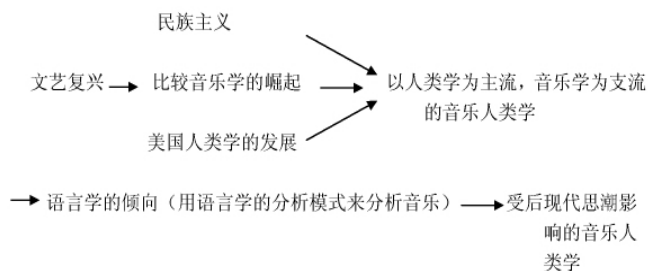 民族主义
文艺复兴 比较音乐学的崛起 以人类学为主流，音乐学为支流
的音乐人类学
美国人类学的发展
语言学的倾向（用语言学的分析模式来分析音乐） 受后现代思潮影
响的音乐人
类学